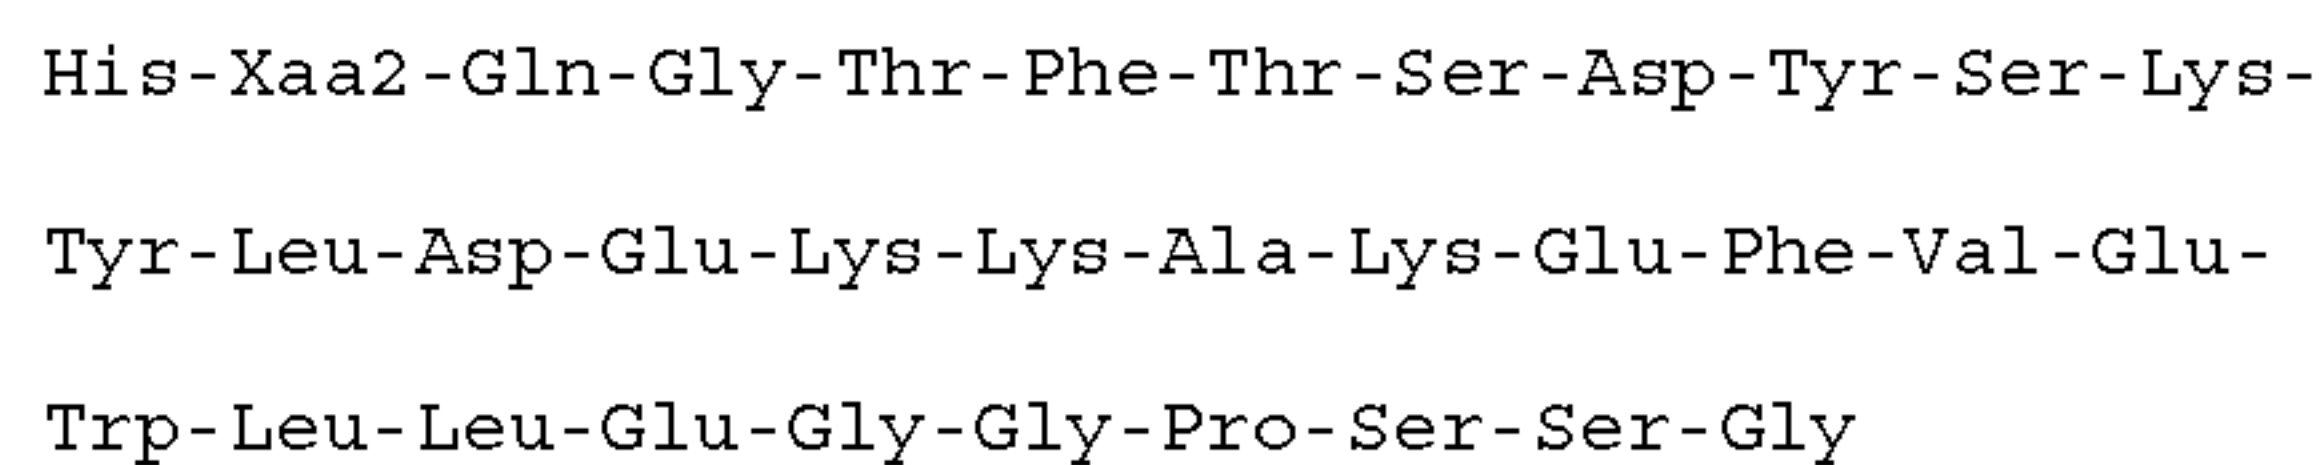 His-Xaa2-Gln-Gly-Thr-Phe-Thr-Ser-Asp-Tyr-Ser-Lys-
Tyr-Leu-Asp-Glu-Lys-Lys-Ala-Lys-Glu-Phe-Val-Glu-
Trp-Leu-Leu-Glu-Gly-Gly-Pro-Ser-Ser-Gly